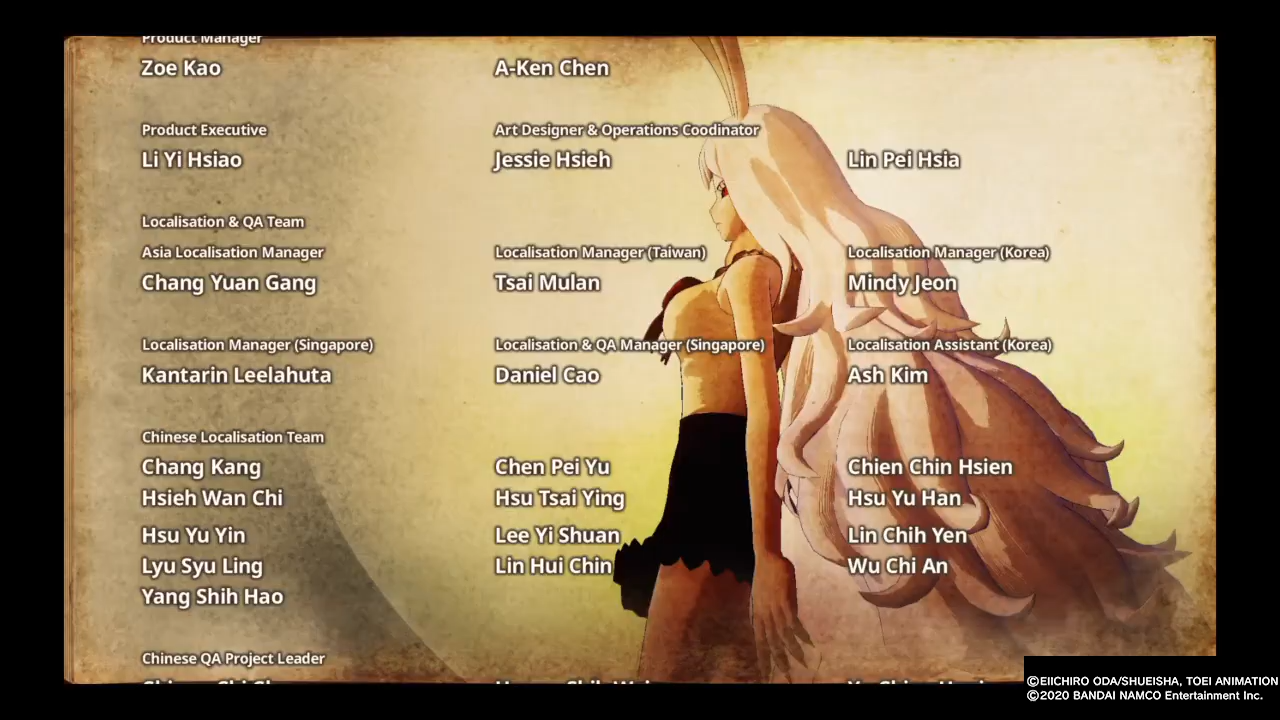 Product Manager
Zoe Kao A-Ken Chen
Product Executive Art Designer & Operations Coodinator
Li Yi Hsiao Jessie Hsieh Lin Pei Hsia
Localisation & QA Team
Asia Localisation Manager Localisation Manager (Taiwan) Localisation Manager (Korea)
Chang Yuan Gang Tsai Mulan Mindy Jeon
Localisation Manager (Singapore) Localisation & QA Manager (Singapore) Localisation Assistant (Korea)
Kantarin Leelahuta Daniel Cao Ash Kim
Chinese Localisation Team
Chang Kang Chen Pei Yu Chien Chin Hsien
Hsieh Wan Chi Hsu Tsai Ying Hsu Yu Han
Hsu Yu Yin Lee Yi Shuan Lin Chih Yen
Lyu Syu Ling Lin Hui Chin Wu Chi An
Yang Shih Hao
Chinese QA Project Leader
©EIICHIRO ODA/SHUEISHA, TOEI ANIMATION
©2020 BANDAI NAMCO Entertainment Inc.